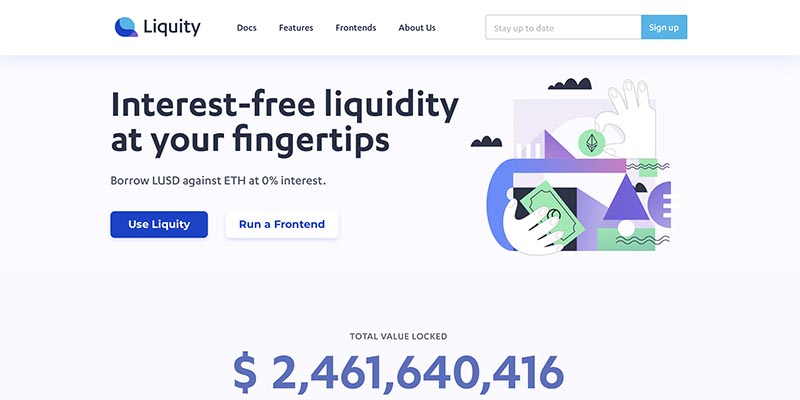 Liquity
Docs
Features
Frontends
About Us
Stay up to date
Sign up
Interest-free liquidity
at your fingertips
Borrow LUSD against ETH at 0% interest.
Use Liquity
Run a Frontend
TOTAL VALUE LOCKED
$ 2,461,640,416